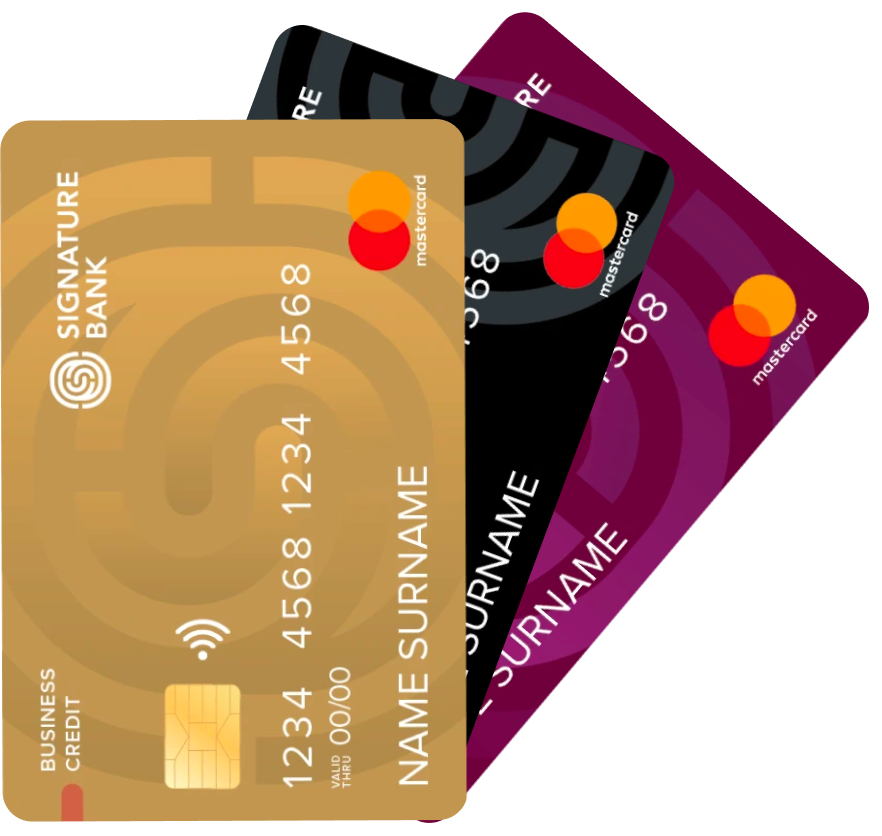 SIGNATURE
BANK
BUSINESS
CREDIT
mastercard
1234 4568 1234 4568
VALID
THRU
00/00
NAME SURNAME
RE
mastercard
568
SURNAME
RE
mastercard
568
SURNAME